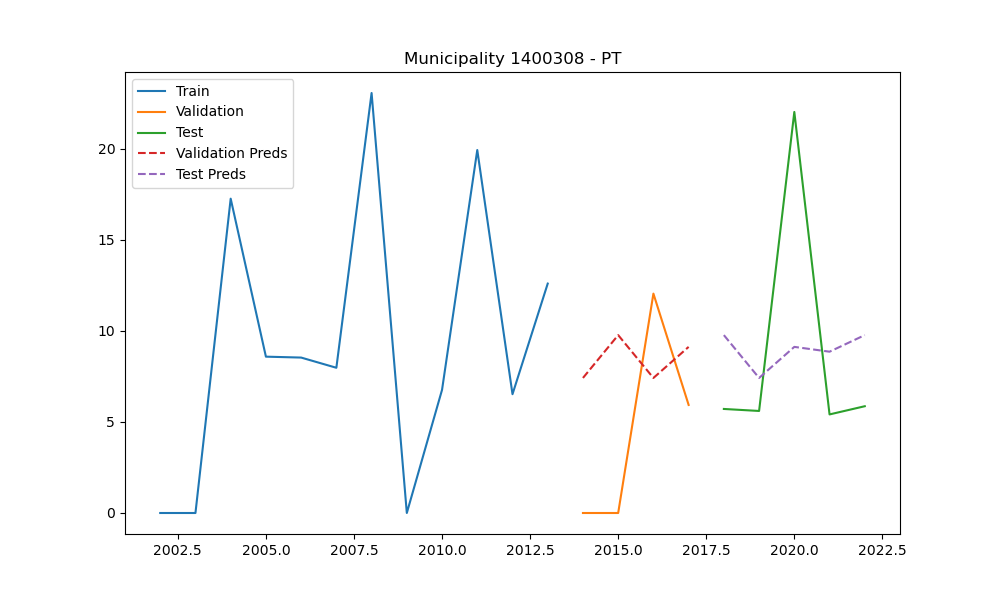 Municipality 1400308 - PT
Train
Validation
Test
Validation Preds
Test Preds
20
15
10
5
0
2002.5 2005.0 2007.5 2010.0 2012.5 2015.0 2017.5 2020.0 2022.5